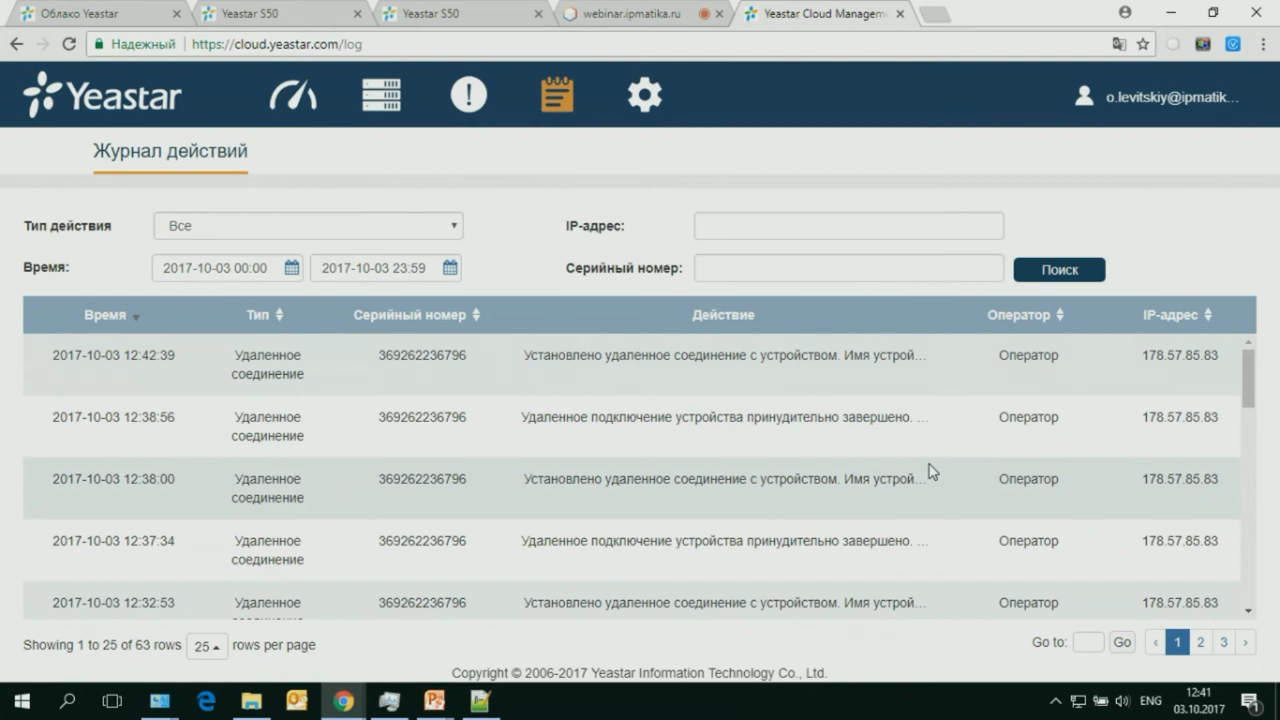 Облако Yeastar
Yeastar S50
Yeastar S50
webinar.ipmatika.ru
Yeastar Cloud Managem
Надежный
https://cloud.yeastar.com/log
Yeastar
o.levitskiy@ipmatik...
Журнал действий
Тип действия
Все
IP-адрес:
Время:
2017-10-03 00:00
2017-10-03 23:59
Серийный номер:
Поиск
Время Тип Серийный номер Действие Оператор IP-адрес
2017-10-03 12:42:39 Удаленное 369262236796 Установлено удаленное соединение с устройством. Имя устрой... Оператор 178.57.85.83
соединение
2017-10-03 12:38:56 Удаленное 369262236796 Удаленное подключение устройства принудительно завершено. ... Оператор 178.57.85.83
соединение
2017-10-03 12:38:00 Удаленное 369262236796 Установлено удаленное соединение с устройством. Имя устрой... Оператор 178.57.85.83
соединение
2017-10-03 12:37:34 Удаленное 369262236796 Удаленное подключение устройства принудительно завершено. ... Оператор 178.57.85.83
соединение
2017-10-03 12:32:53 Удаленное 369262236796 Установлено удаленное соединение с устройством. Имя устрой... Оператор 178.57.85.83
Showing 1 to 25 of 63 rows 25 rows per page
Go to: Go ‹ 1 2 3 ›
Copyright © 2006-2017 Yeastar Information Technology Co., Ltd.
ENG
12:41
03.10.2017